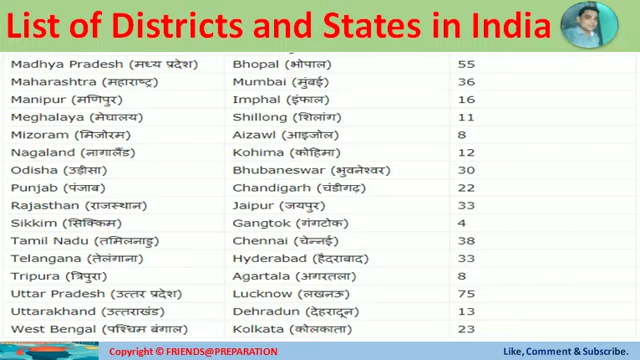 List of Districts and States in India
Madhya Pradesh (मध्य प्रदेश) Bhopal (भोपाल) 55
Maharashtra (महाराष्ट्र) Mumbai (मुंबई) 36
Manipur (मणिपुर) Imphal (इंफाल) 16
Meghalaya (मेघालय) Shillong (शिलांग) 11
Mizoram (मिजोरम) Aizawl (आइजोल) 8
Nagaland (नागालैंड) Kohima (कोहिमा) 12
Odisha (उड़ीसा) Bhubaneswar (भुवनेश्वर) 30
Punjab (पंजाब) Chandigarh (चंडीगढ़) 22
Rajasthan (राजस्थान) Jaipur (जयपुर) 33
Sikkim (सिक्किम) Gangtok (गंगटोक) 4
Tamil Nadu (तमिलनाडु) Chennai (चेन्नई) 38
Telangana (तेलंगाना) Hyderabad (हैदराबाद) 33
Tripura (त्रिपुरा) Agartala (अगरतला) 8
Uttar Pradesh (उत्तर प्रदेश) Lucknow (लखनऊ) 75
Uttarakhand (उत्तराखंड) Dehradun (देहरादून) 13
West Bengal (पश्चिम बंगाल) Kolkata (कोलकाता) 23
Copyright © FRIENDS@PREPARATION Like, Comment & Subscribe.